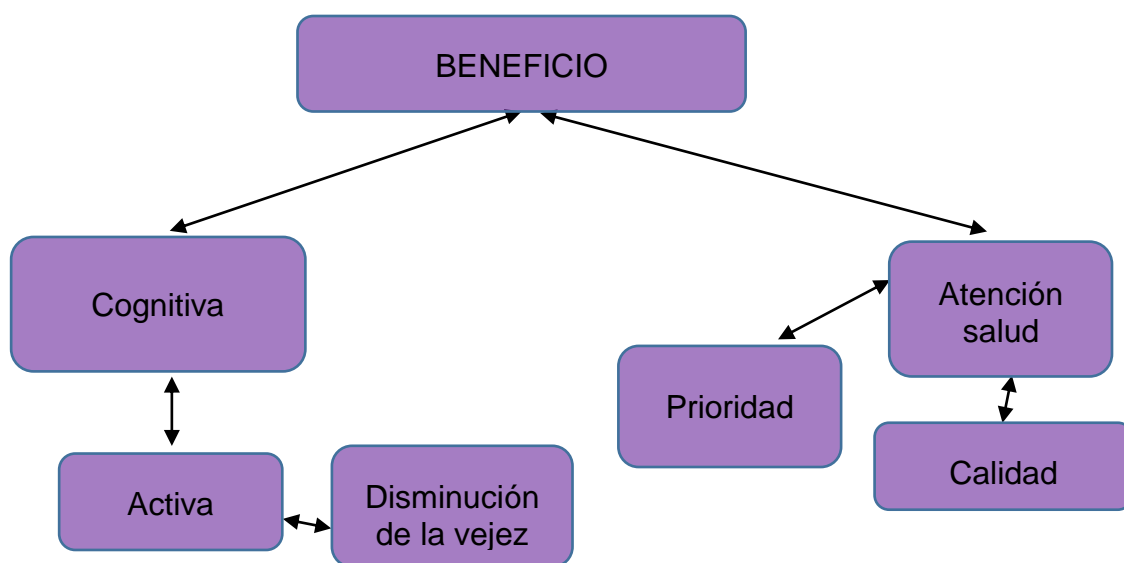 BENEFICIO
Cognitiva
Atención
salud
Prioridad
Calidad
Activa
Disminución
de la vejez